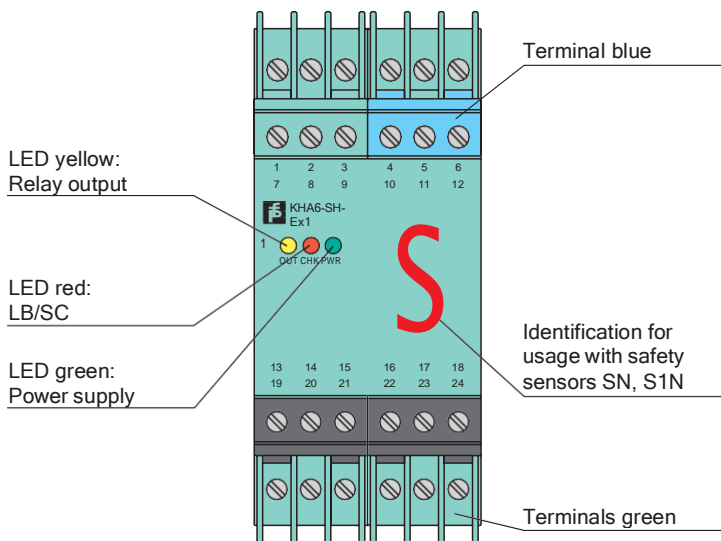 Terminal blue
LED yellow:
Relay output
1 2 3 4 5 6
7 8 9 10 11 12
KHA6-SH-
Ex1
1
OUT CHK PWR
S
LED red:
LB/SC
Identification for
usage with safety
sensors SN, S1N
LED green:
Power supply
13 14 15 16 17 18
19 20 21 22 23 24
Terminals green